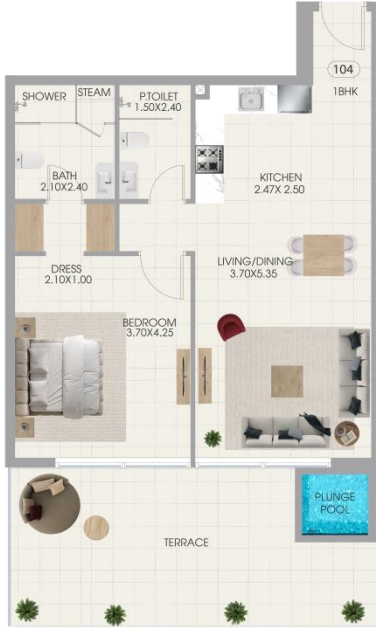 104
1BHK
SHOWER
STEAM
P.TOILET
1.50X2.40
BATH
2.10X2.40
KITCHEN
2.47X 2.50
DRESS
2.10X1.00
LIVING/DINING
3.70X5.35
BEDROOM
3.70X4.25
PLUNGE
POOL
TERRACE